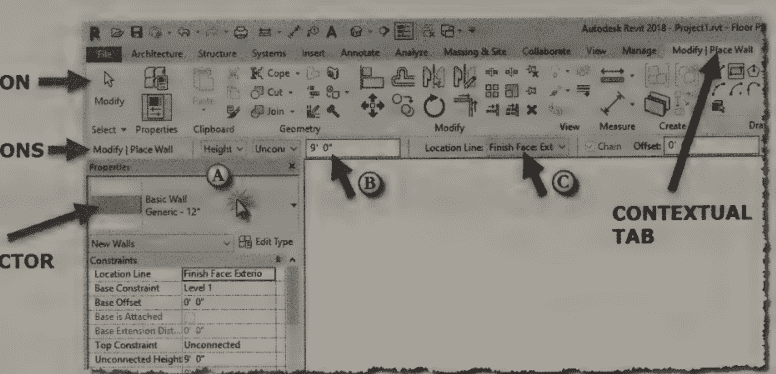 Autodesk Revit 2018 - Project1.rvt - Floor P
File Architecture Structure Systems Insert Annotate Analyze Massing & Site Collaborate View Manage Modify | Place Wall
ON
Modify
Cope
Cut
Join
Paste
Select Properties Clipboard Geometry Modify View Measure Create Dra
ONS
Modify | Place Wall Height Unconn 9' 0" Location Line: Finish Face: Ext Chain Offset: 0'
Properties
A
B
C
Basic Wall
Generic - 12"
CONTEXTUAL
TAB
CTOR
New Walls Edit Type
Constraints
Location Line Finish Face: Exterio
Base Constraint Level 1
Base Offset 0' 0"
Base is Attached
Base Extension Dist... 0' 0"
Top Constraint Unconnected
Unconnected Height 9' 0"